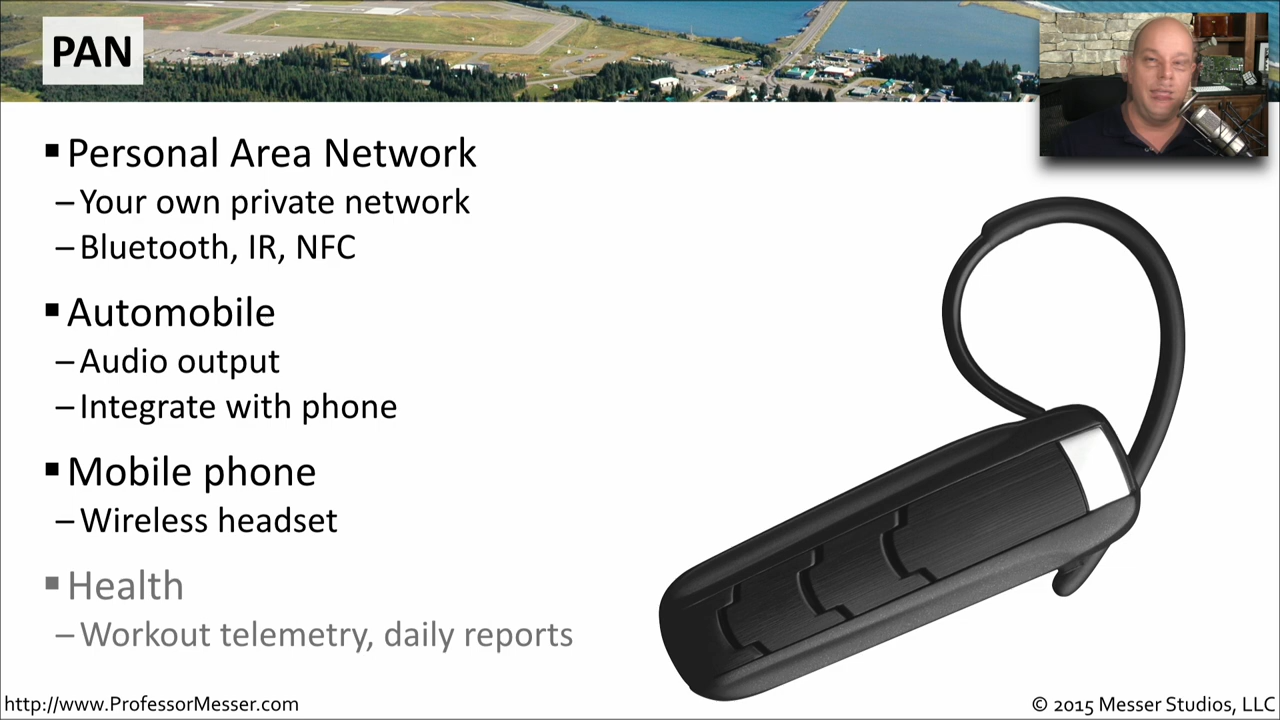 PAN
▪ Personal Area Network
– Your own private network
– Bluetooth, IR, NFC
▪ Automobile
– Audio output
– Integrate with phone
▪ Mobile phone
– Wireless headset
▪ Health
– Workout telemetry, daily reports
http://www.ProfessorMesser.com
© 2015 Messer Studios, LLC